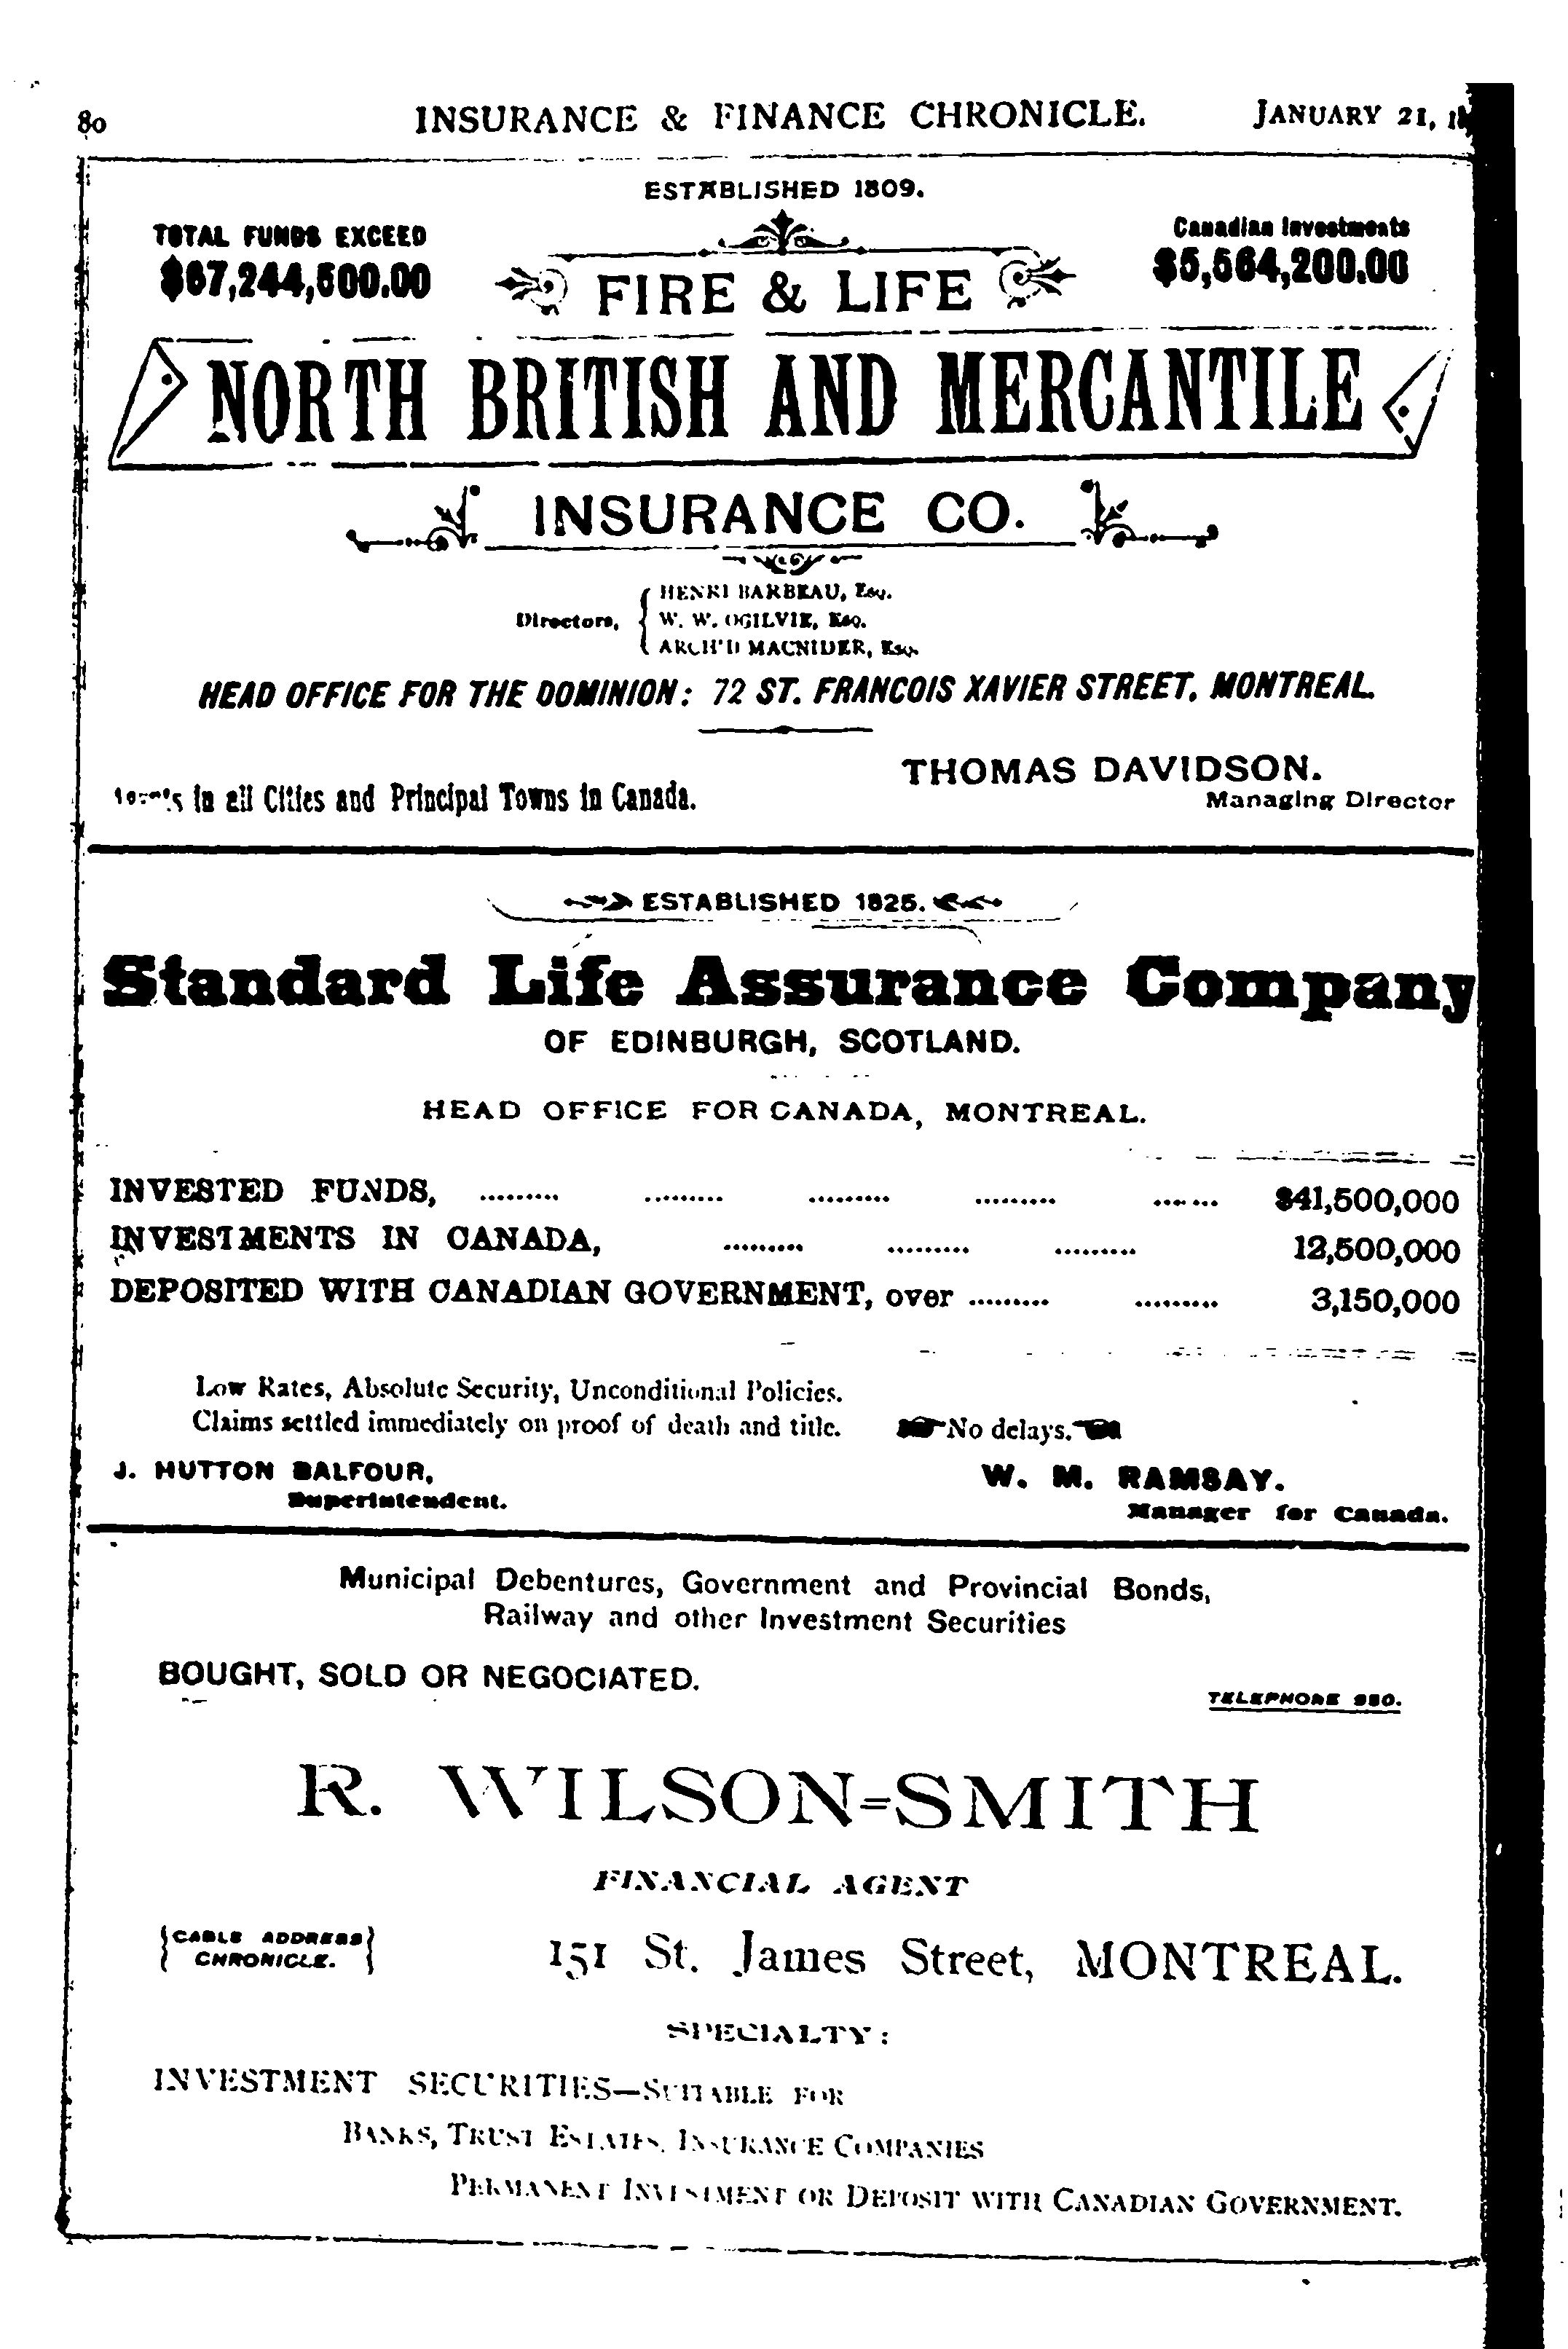 80 INSURANCE & FINANCE CHRONICLE. JANUARY 21,
ESTABLISHED 1809.
TOTAL FUNDS EXCEED
$67,244,500.00
Canadian Investments
$5,564,200.00
FIRE & LIFE
NORTH BRITISH AND MERCANTILE
INSURANCE CO.
Directors, HENRI BARBEAU, Esq.
W. W. OGILVIE, Esq.
ARCH'D MACNIDER, Esq.
HEAD OFFICE FOR THE DOMINION: 72 ST. FRANCOIS XAVIER STREET, MONTREAL.
in all Cities and Principal Towns in Canada.
THOMAS DAVIDSON.
Managing Director
ESTABLISHED 1825.
Standard Life Assurance Company
OF EDINBURGH, SCOTLAND.
HEAD OFFICE FOR CANADA, MONTREAL.
INVESTED FUNDS, ......... ......... ......... ......... ....... $41,500,000
INVESTMENTS IN CANADA, ......... ......... ......... 12,500,000
DEPOSITED WITH CANADIAN GOVERNMENT, over ......... ......... 3,150,000
Low Rates, Absolute Security, Unconditional Policies.
Claims settled immediately on proof of death and title. No delays.
J. HUTTON BALFOUR,
Superintendent.
W. M. RAMSAY.
Manager for Canada.
Municipal Debentures, Government and Provincial Bonds,
Railway and other Investment Securities
BOUGHT, SOLD OR NEGOCIATED.
TELEPHONE
R. WILSON=SMITH
FINANCIAL AGENT
CABLE ADDRESS
CHRONICLE.
151 St. James Street, MONTREAL.
SPECIALTY:
INVESTMENT SECURITIES—SUITABLE FOR
BANKS, TRUST ESTATES, INSURANCE COMPANIES
PERMANENT INVESTMENT OR DEPOSIT WITH CANADIAN GOVERNMENT.